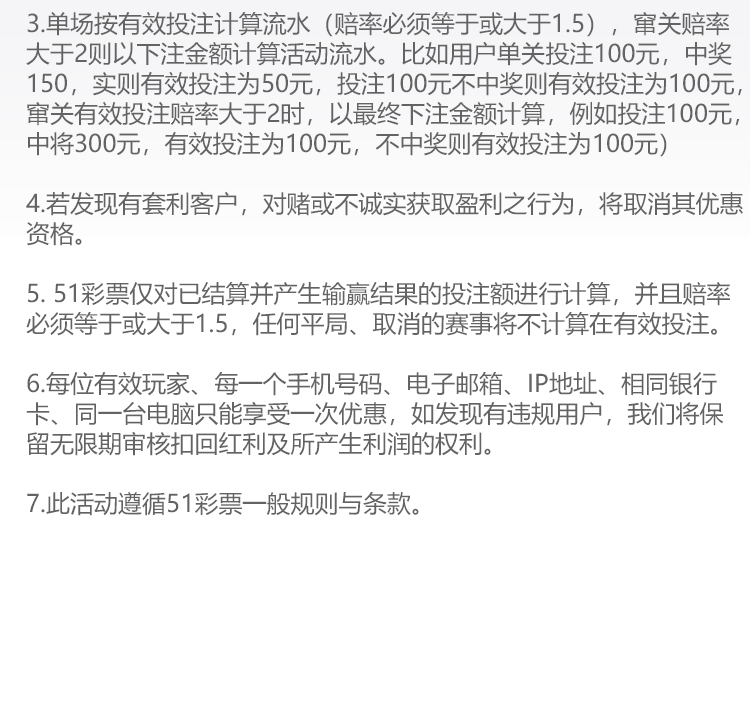 3.单场按有效投注计算流水（赔率必须等于或大于1.5），窜关赔率
大于2则以下注金额计算活动流水。比如用户单关投注100元，中奖
150，实则有效投注为50元，投注100元不中奖则有效投注为100元，
窜关有效投注赔率大于2时，以最终下注金额计算，例如投注100元，
中将300元，有效投注为100元，不中奖则有效投注为100元）
4.若发现有套利客户，对赌或不诚实获取盈利之行为，将取消其优惠
资格。
5. 51彩票仅对已结算并产生输赢结果的投注额进行计算，并且赔率
必须等于或大于1.5，任何平局、取消的赛事将不计算在有效投注。
6.每位有效玩家、每一个手机号码、电子邮箱、IP地址、相同银行
卡、同一台电脑只能享受一次优惠，如发现有违规用户，我们将保
留无限期审核扣回红利及所产生利润的权利。
7.此活动遵循51彩票一般规则与条款。